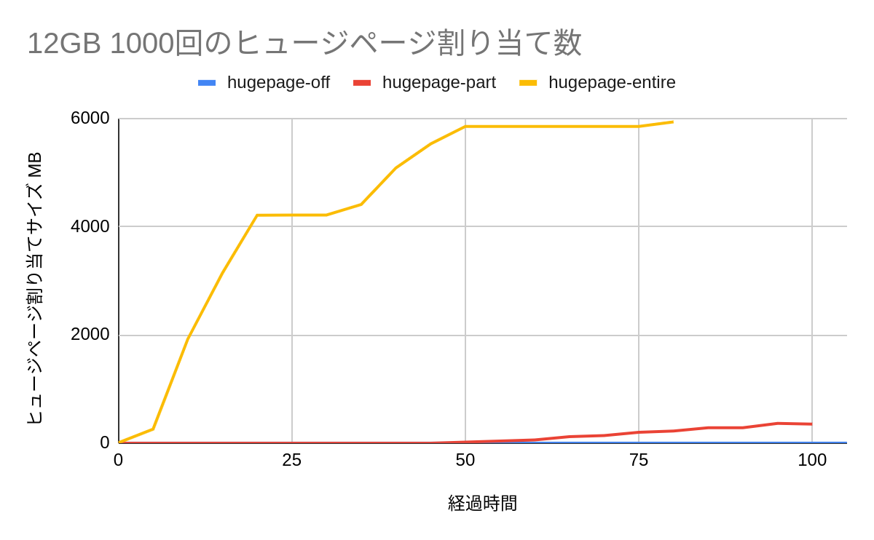 12GB 1000回のヒュージページ割り当て数
hugepage-off hugepage-part hugepage-entire
ヒュージページ割り当てサイズ MB
6000
4000
2000
0
0 25 50 75 100
経過時間